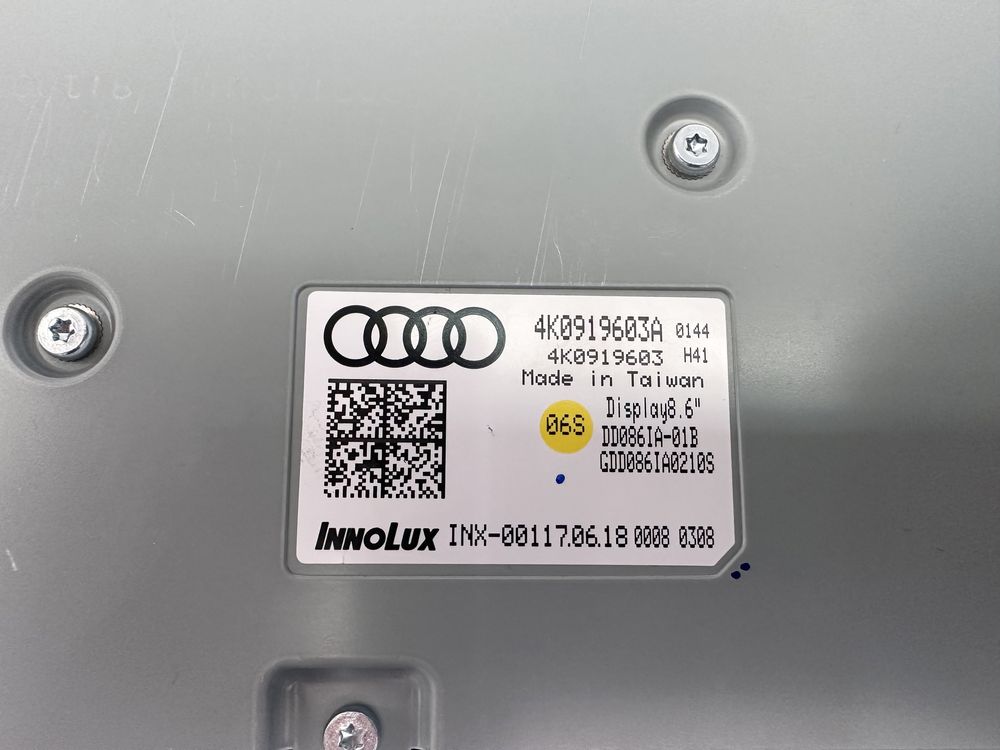 4K0919603A 0144
4K0919603 H41
Made in Taiwan
Display8.6"
06S
DD086IA-01B
GDD086IA0210S
INNOLUX INX-00117.06.18 0008 0308